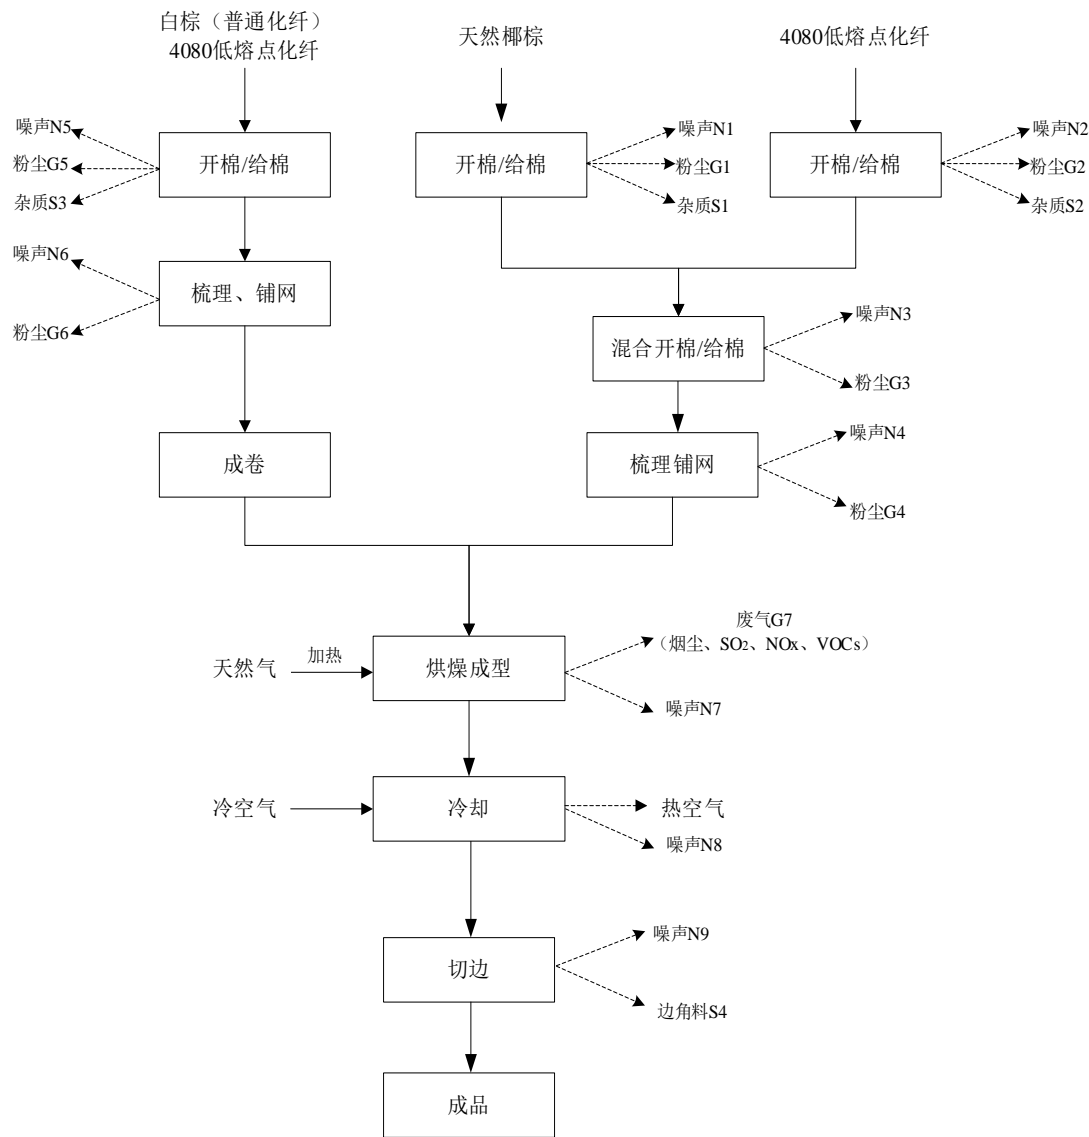 白棕（普通化纤）
4080低熔点化纤
天然椰棕
4080低熔点化纤
噪声N5
粉尘G5
杂质S3
开棉/给棉
开棉/给棉
噪声N1
粉尘G1
杂质S1
开棉/给棉
噪声N2
粉尘G2
杂质S2
噪声N6
粉尘G6
梳理、铺网
混合开棉/给棉
噪声N3
粉尘G3
成卷
梳理铺网
噪声N4
粉尘G4
天然气
加热
烘燥成型
废气G7
（烟尘、SO₂、NOx、VOCs）
噪声N7
冷空气
冷却
热空气
噪声N8
切边
噪声N9
边角料S4
成品